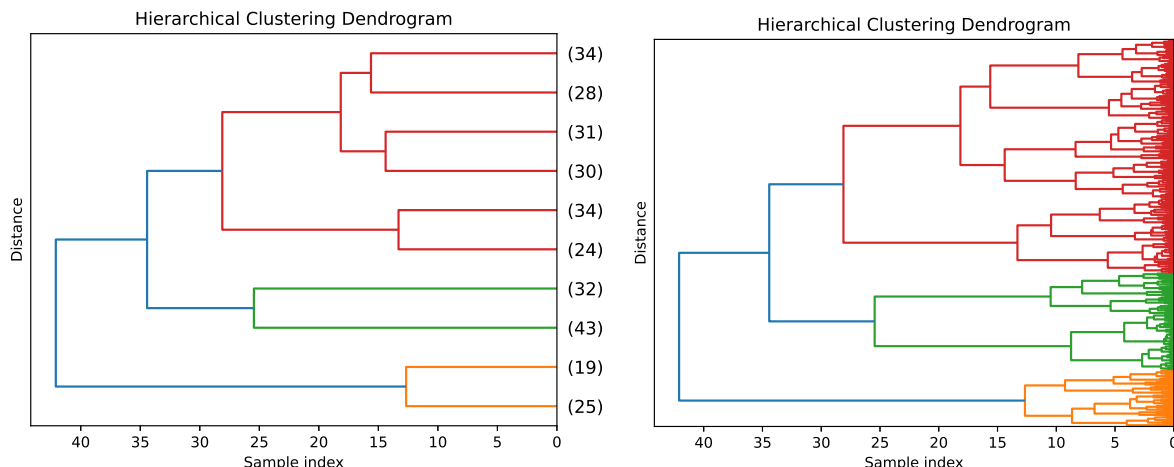 Hierarchical Clustering Dendrogram
(34)
(28)
(31)
(30)
(34)
(24)
(32)
(43)
(19)
(25)
Distance
40 35 30 25 20 15 10 5 0
Sample index
Hierarchical Clustering Dendrogram
Distance
40 35 30 25 20 15 10 5 0
Sample index